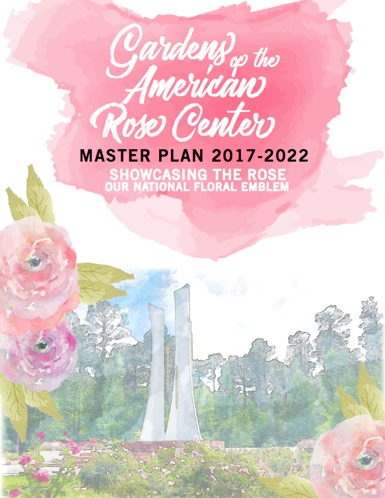 Gardens of the
American
Rose Center
MASTER PLAN 2017-2022
SHOWCASING THE ROSE
OUR NATIONAL FLORAL EMBLEM